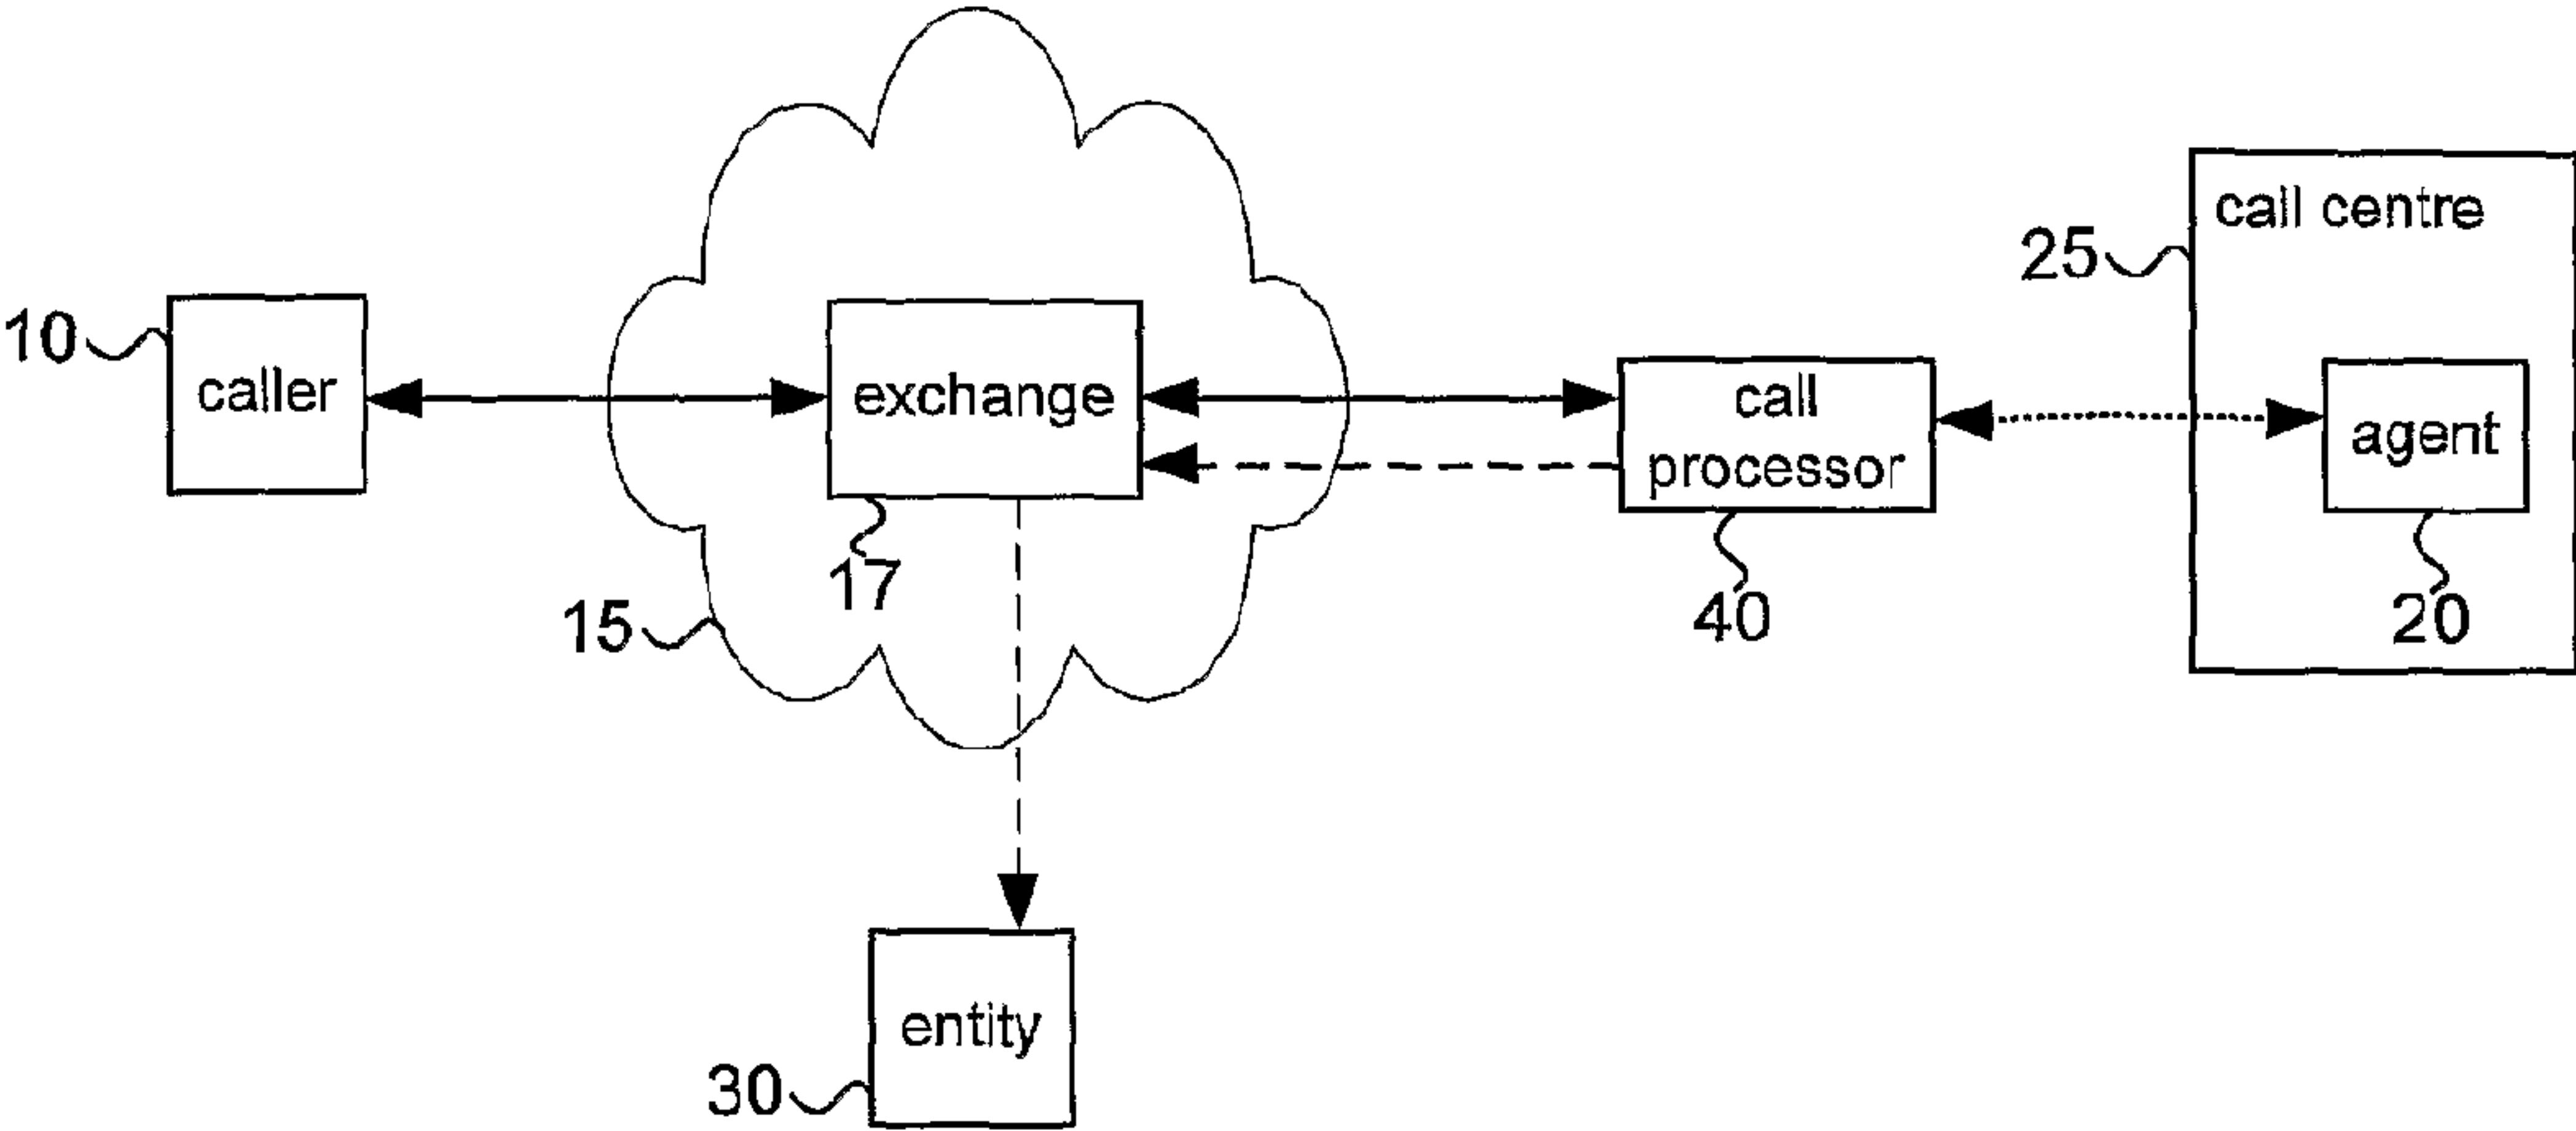 call centre
25
10
caller
exchange
call
processor
agent
17
15
40
20
entity
30